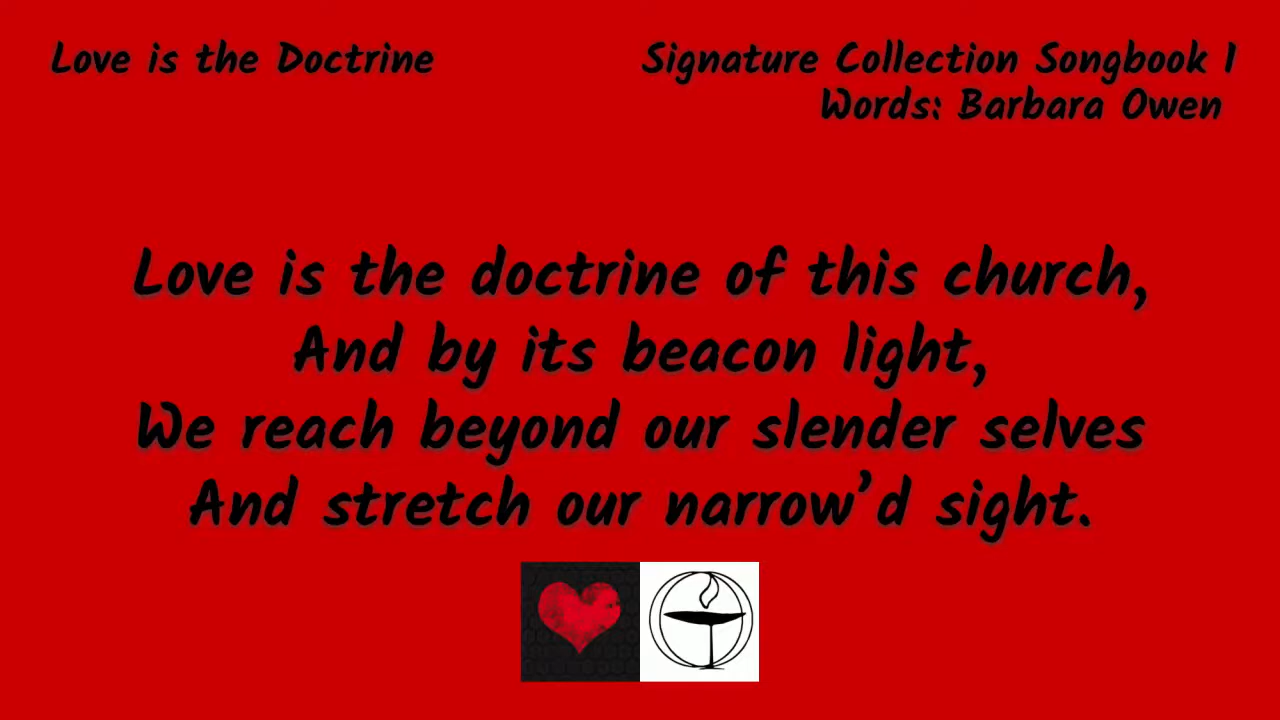 Love is the Doctrine
Signature Collection Songbook 1
Words: Barbara Owen
Love is the doctrine of this church,
And by its beacon light,
We reach beyond our slender selves
And stretch our narrow’d sight.